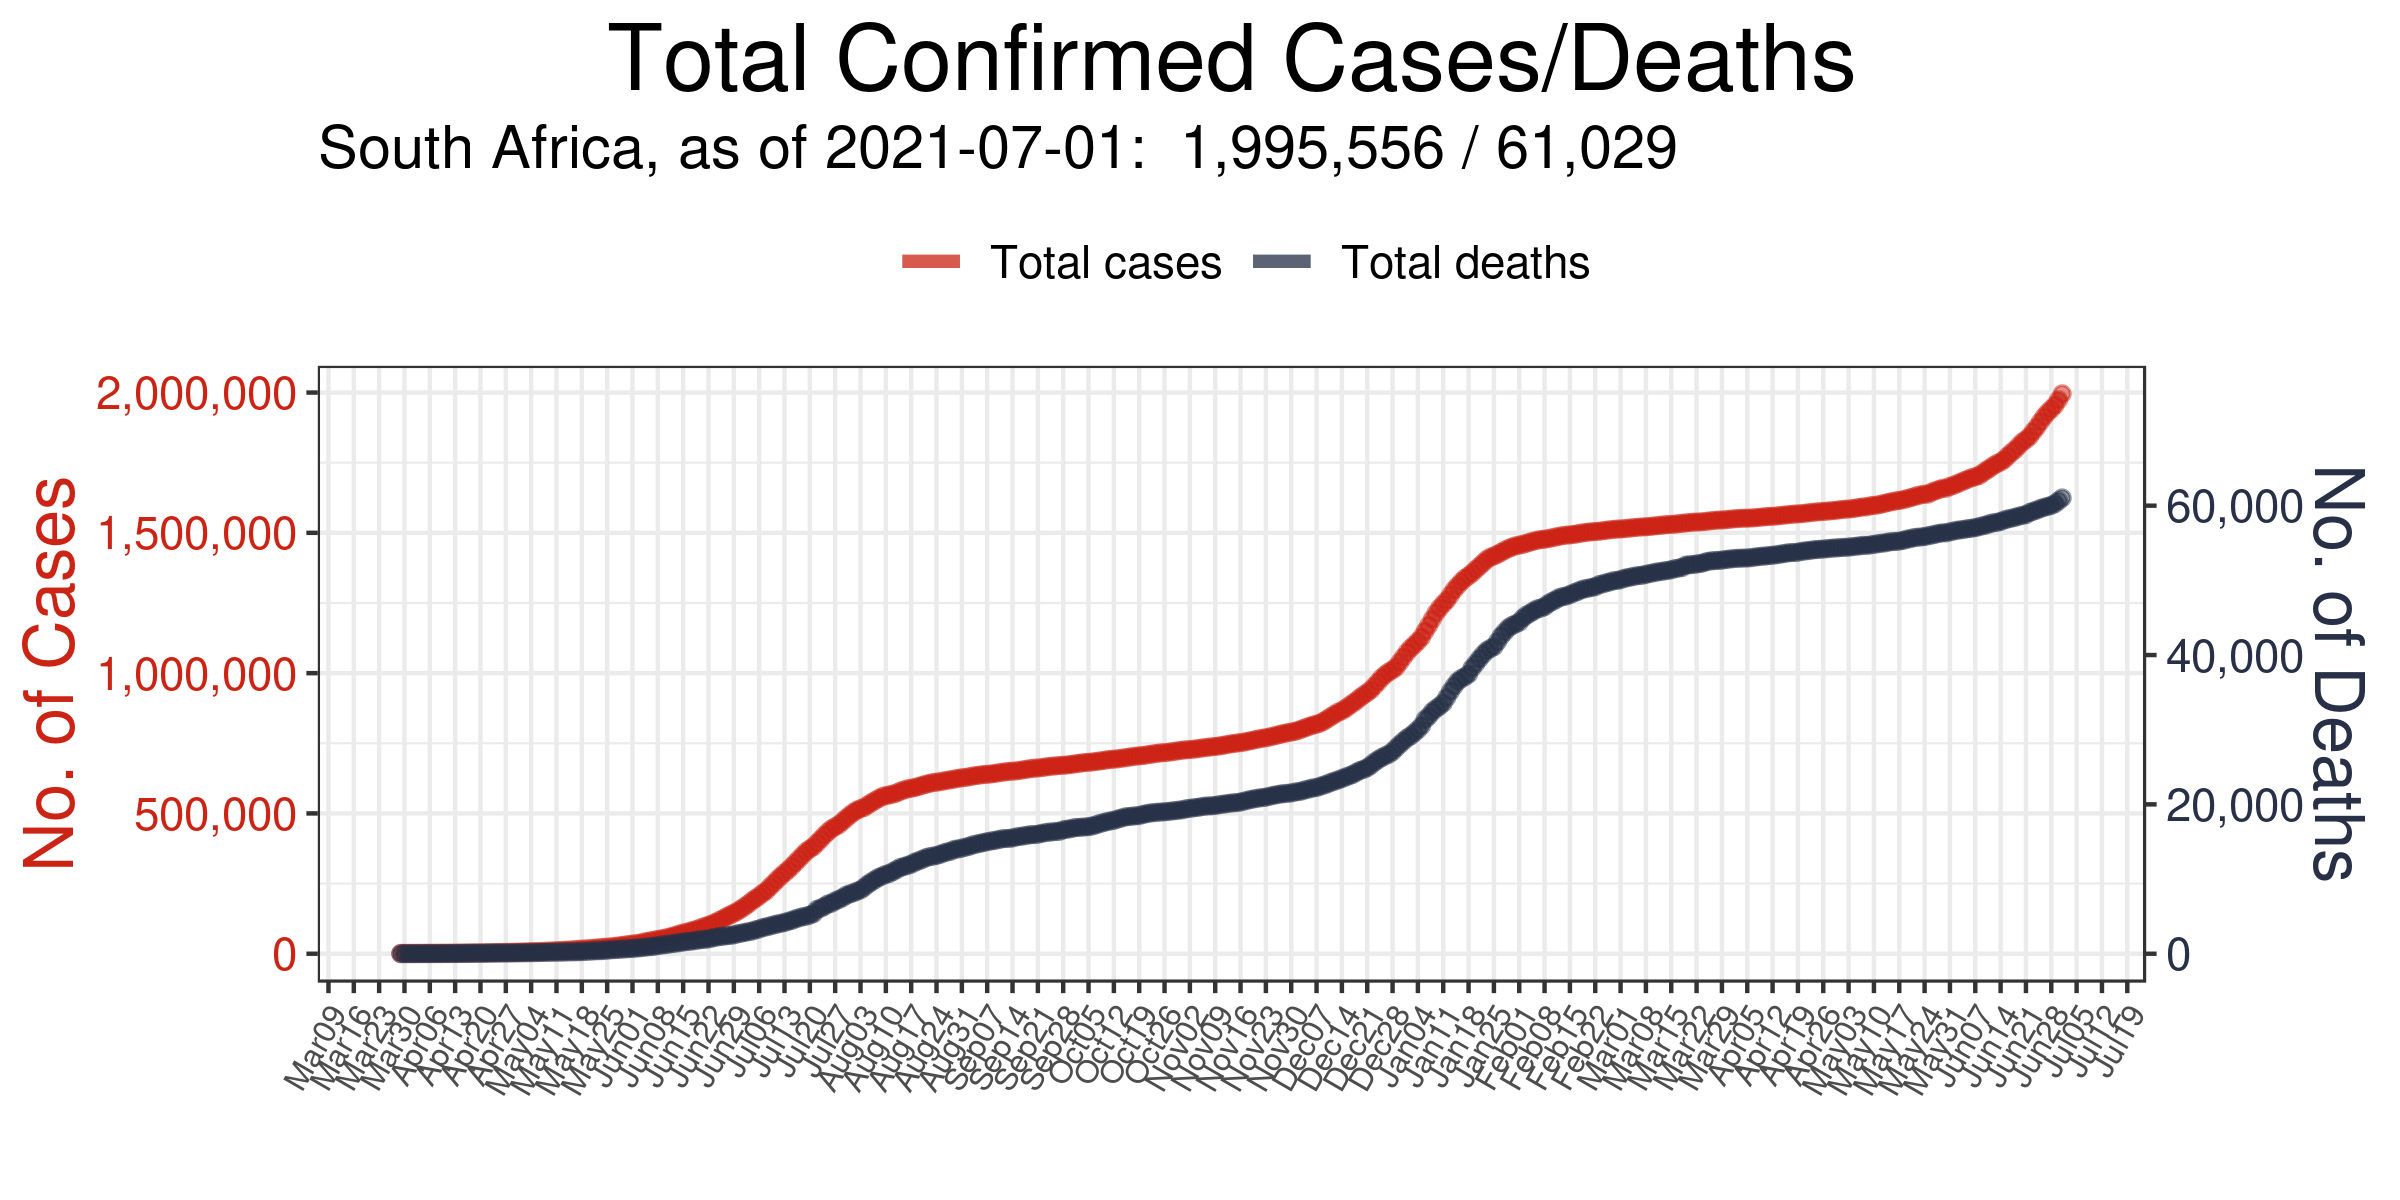 Total Confirmed Cases/Deaths
South Africa, as of 2021-07-01:  1,995,556 / 61,029
Total cases
Total deaths
No. of Cases
2,000,000
1,500,000
1,000,000
500,000
0
No. of Deaths
60,000
40,000
20,000
0
Mar09
Mar16
Mar23
Mar30
Apr06
Apr13
Apr20
Apr27
May04
May11
May18
May25
Jun01
Jun08
Jun15
Jun22
Jun29
Jul06
Jul13
Jul20
Jul27
Aug03
Aug10
Aug17
Aug24
Aug31
Sep07
Sep14
Sep21
Sep28
Oct05
Oct12
Oct19
Oct26
Nov02
Nov09
Nov16
Nov23
Nov30
Dec07
Dec14
Dec21
Dec28
Jan04
Jan11
Jan18
Jan25
Feb01
Feb08
Feb15
Feb22
Mar01
Mar08
Mar15
Mar22
Mar29
Apr05
Apr12
Apr19
Apr26
May03
May10
May17
May24
May31
Jun07
Jun14
Jun21
Jun28
Jul05
Jul12
Jul19